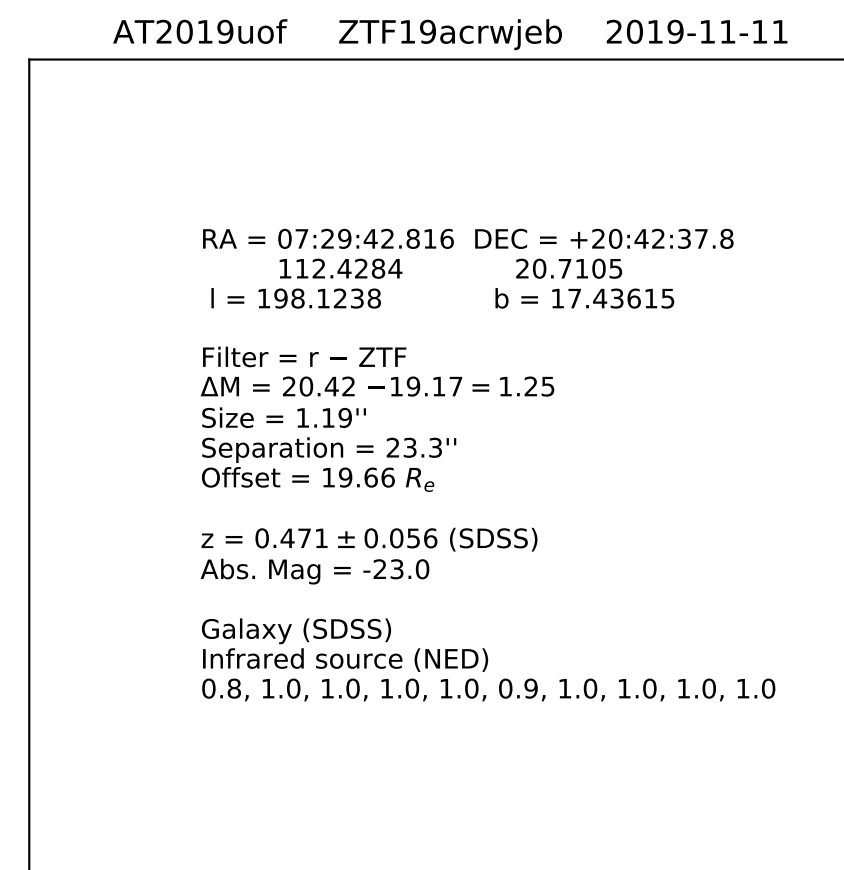 AT2019uof ZTF19acrwjeb 2019-11-11
RA = 07:29:42.816 DEC = +20:42:37.8
112.4284 20.7105
l = 198.1238 b = 17.43615
Filter = r − ZTF
ΔM = 20.42 −19.17 = 1.25
Size = 1.19''
Separation = 23.3''
Offset = 19.66 Rₑ
z = 0.471 ± 0.056 (SDSS)
Abs. Mag = -23.0
Galaxy (SDSS)
Infrared source (NED)
0.8, 1.0, 1.0, 1.0, 1.0, 0.9, 1.0, 1.0, 1.0, 1.0